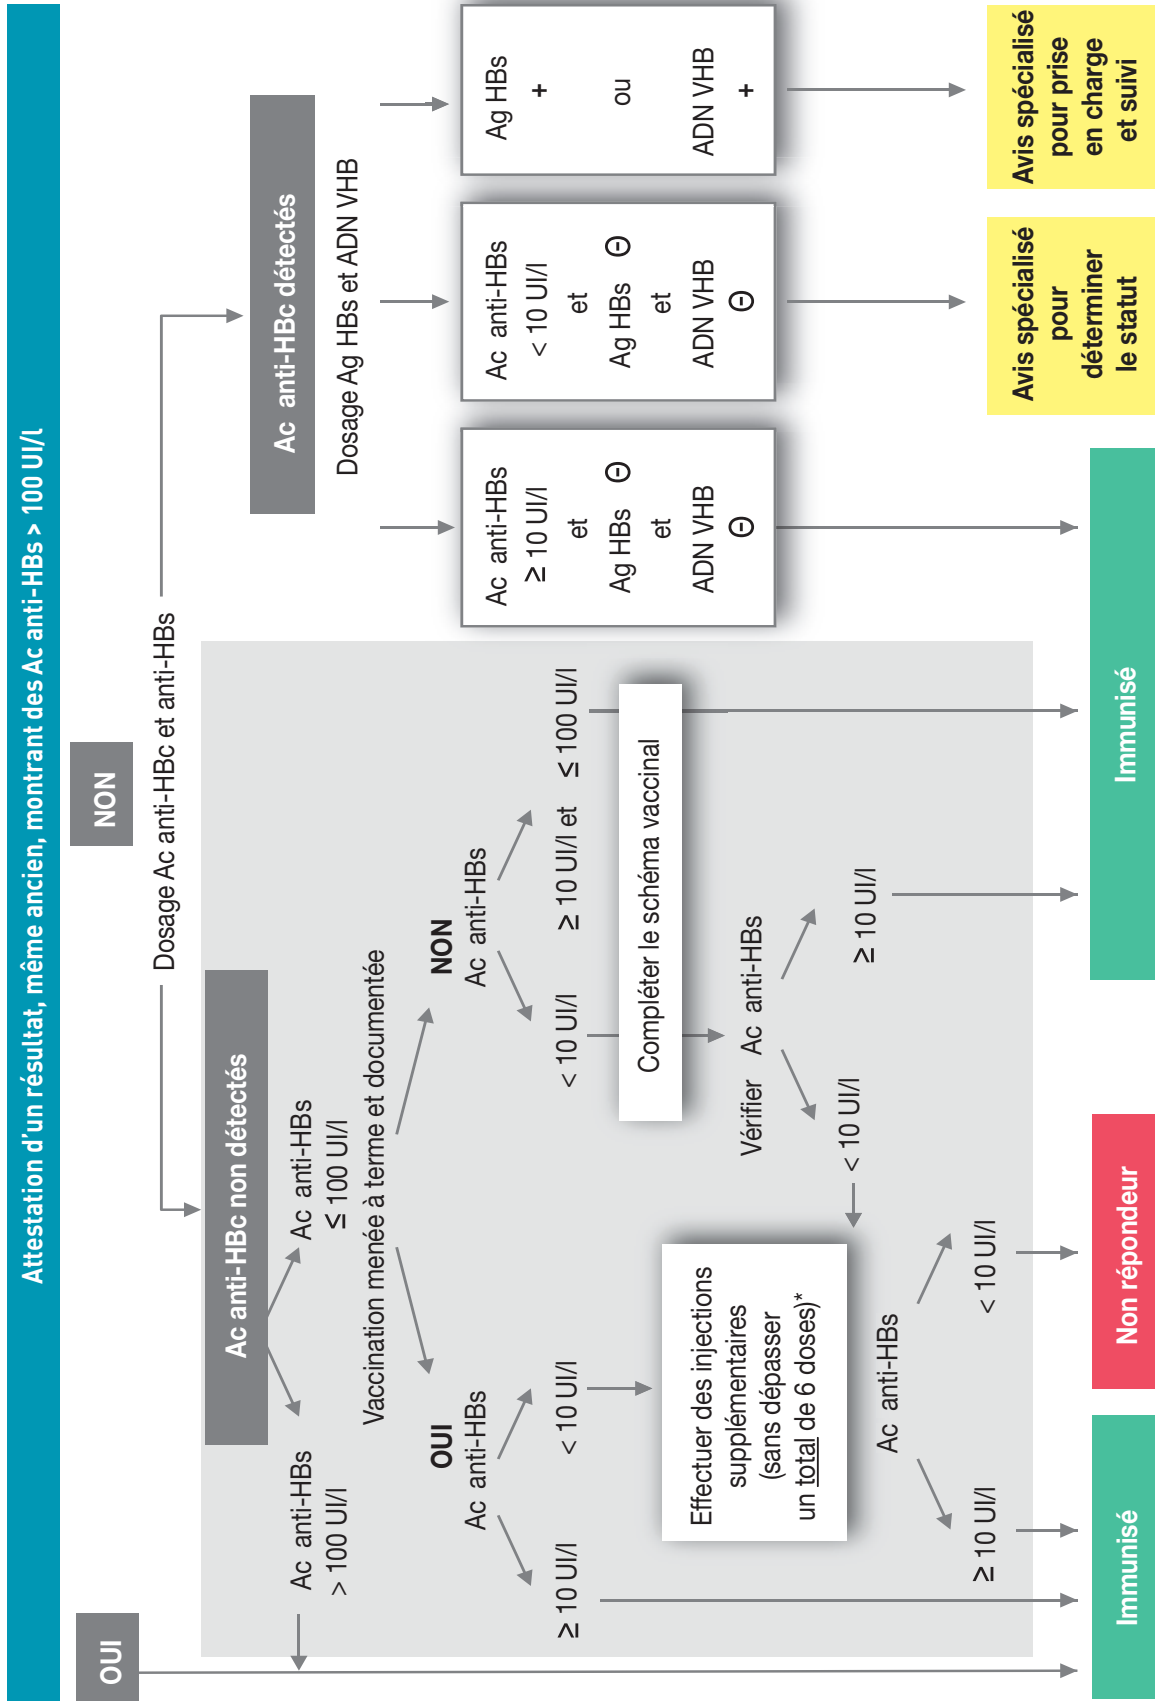 Attestation d'un résultat, même ancien, montrant des Ac anti-HBs > 100 UI/l
OUI
NON
Dosage Ac anti-HBc et anti-HBs
Ac anti-HBc non détectés
Ac anti-HBs
> 100 UI/l
Ac anti-HBs
≤ 100 UI/l
Vaccination menée à terme et documentée
OUI
Ac anti-HBs
NON
Ac anti-HBs
≥ 10 UI/l
< 10 UI/l
< 10 UI/l
≥ 10 UI/l et ≤ 100 UI/l
Compléter le schéma vaccinal
Vérifier Ac anti-HBs
< 10 UI/l
≥ 10 UI/l
Effectuer des injections
supplémentaires
(sans dépasser
un total de 6 doses)*
Ac anti-HBs
≥ 10 UI/l
< 10 UI/l
Ac anti-HBc détectés
Dosage Ag HBs et ADN VHB
Ac anti-HBs
≥ 10 UI/l
et
Ag HBs ⊖
et
ADN VHB
⊖
Ac anti-HBs
< 10 UI/l
et
Ag HBs ⊖
et
ADN VHB
⊖
Ag HBs
+
ou
ADN VHB
+
Immunisé
Non répondeur
Immunisé
Avis spécialisé
pour
déterminer
le statut
Avis spécialisé
pour prise
en charge
et suivi